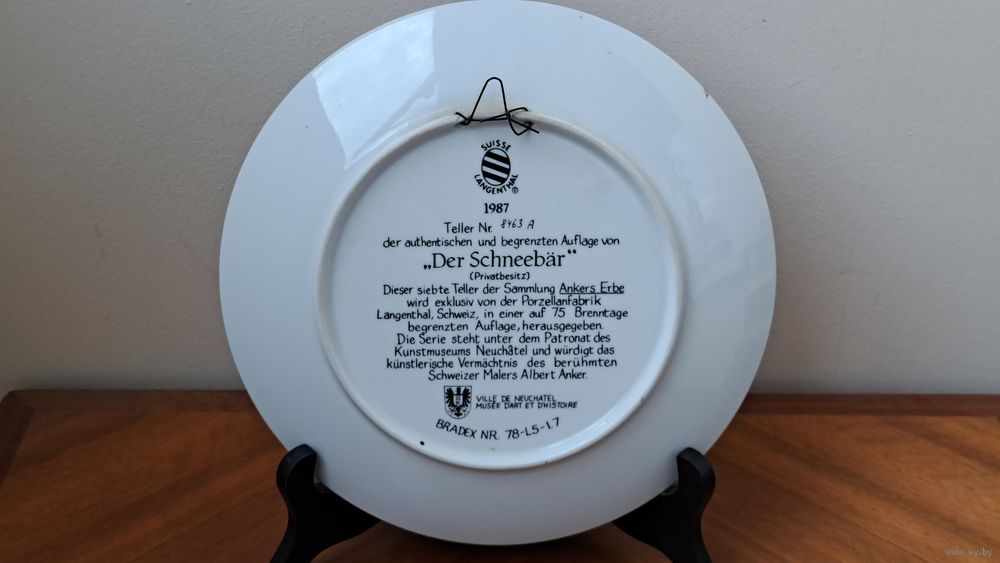 SUISSE
LANGENTHAL
®
1987
Teller Nr. 8463 A
der authentischen und begrenzten Auflage von
„Der Schneebär“
(Privatbesitz)
Dieser siebte Teller der Sammlung Ankers Erbe
wird exklusiv von der Porzellanfabrik
Langenthal, Schweiz, in einer auf 75 Brenntage
begrenzten Auflage, herausgegeben.
Die Serie steht unter dem Patronat des
Kunstmuseums Neuchâtel und würdigt das
künstlerische Vermächtnis des berühmten
Schweizer Malers Albert Anker.
VILLE DE NEUCHATEL
MUSÉE D'ART ET D'HISTOIRE
BRADEX NR. 78-L5-1.7
www.ay.by